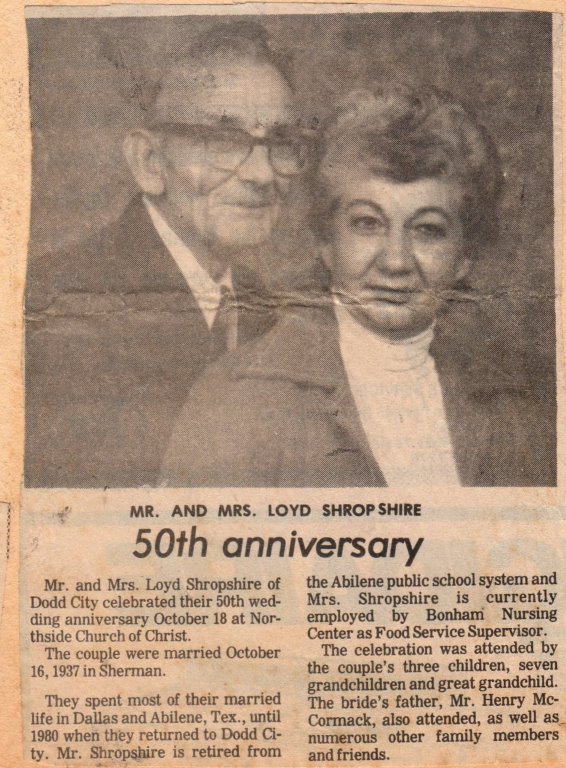 MR. AND MRS. LOYD SHROPSHIRE
50th anniversary
Mr. and Mrs. Loyd Shropshire of
Dodd City celebrated their 50th wed-
ding anniversary October 18 at Nor-
thside Church of Christ.
The couple were married October
16, 1937 in Sherman.
They spent most of their married
life in Dallas and Abilene, Tex., until
1980 when they returned to Dodd Ci-
ty. Mr. Shropshire is retired from
the Abilene public school system and
Mrs. Shropshire is currently
employed by Bonham Nursing
Center as Food Service Supervisor.
The celebration was attended by
the couple's three children, seven
grandchildren and great grandchild.
The bride's father, Mr. Henry Mc-
Cormack, also attended, as well as
numerous other family members
and friends.